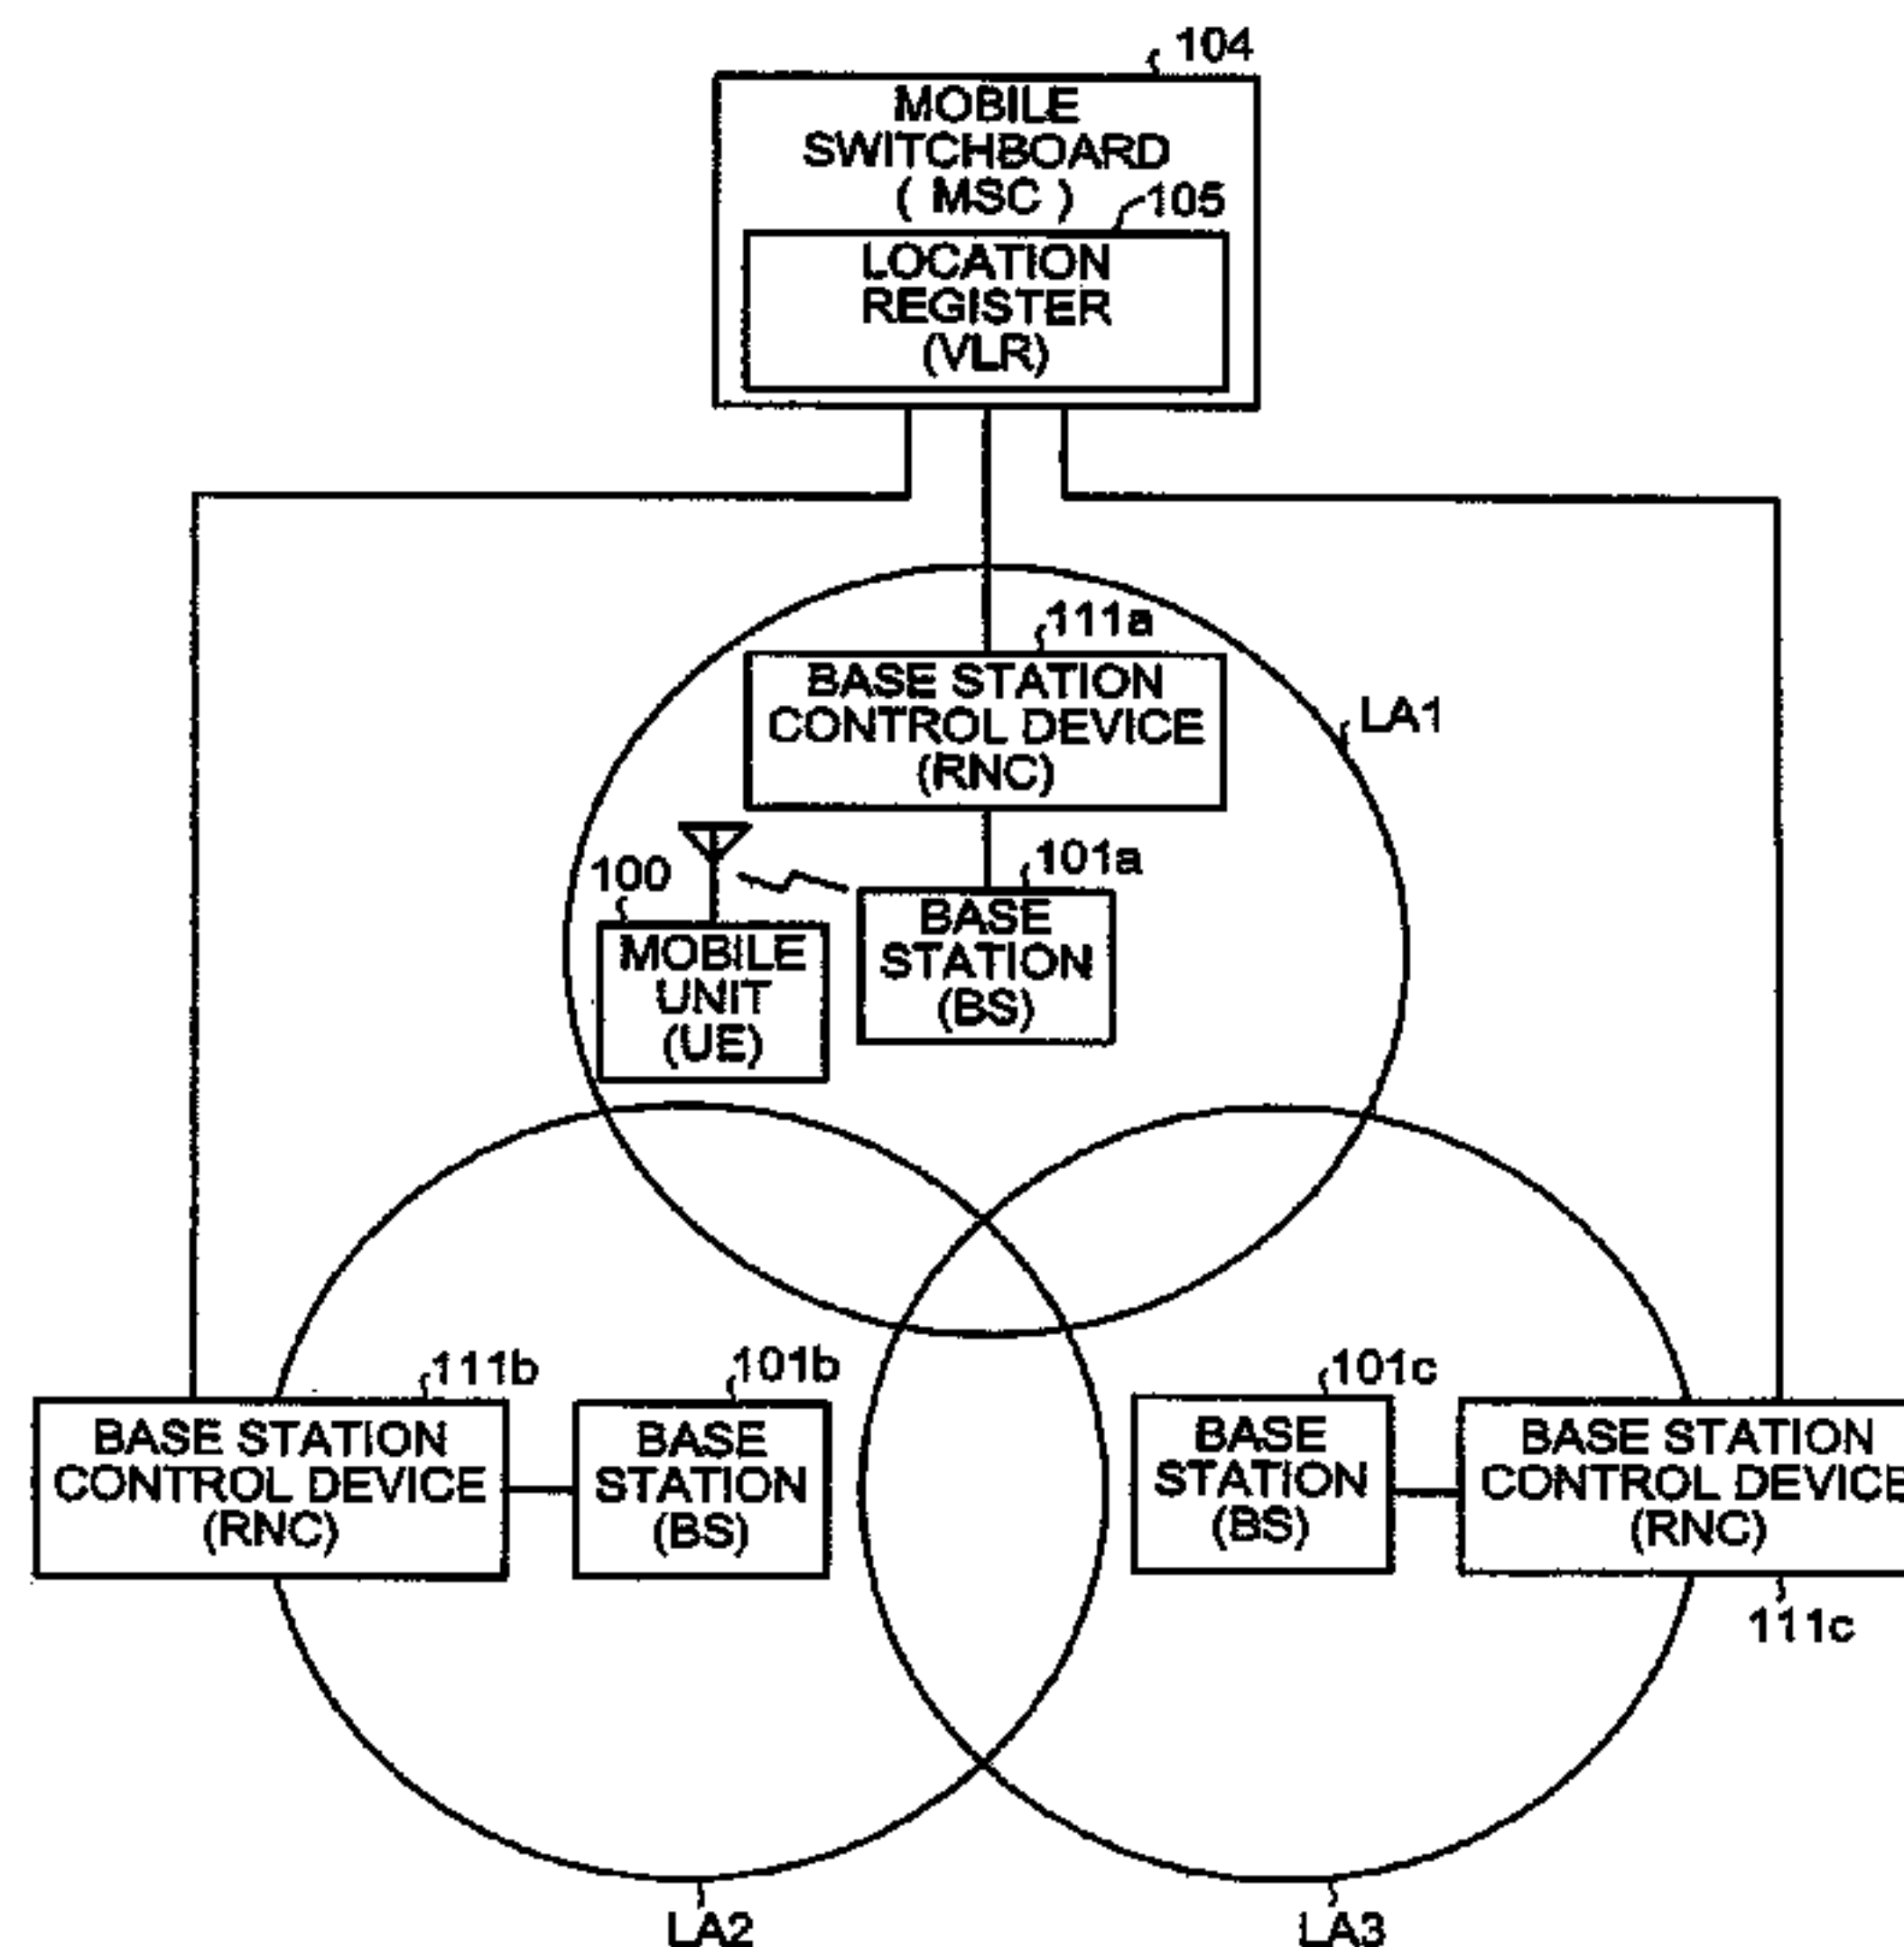 104
MOBILE
SWITCHBOARD
( MSC )
105
LOCATION
REGISTER
(VLR)
111a
BASE STATION
CONTROL DEVICE
(RNC)
LA1
100
MOBILE
UNIT
(UE)
101a
BASE
STATION
(BS)
111b
BASE STATION
CONTROL DEVICE
(RNC)
101b
BASE
STATION
(BS)
101c
BASE
STATION
(BS)
BASE STATION
CONTROL DEVICE
(RNC)
111c
LA2
LA3